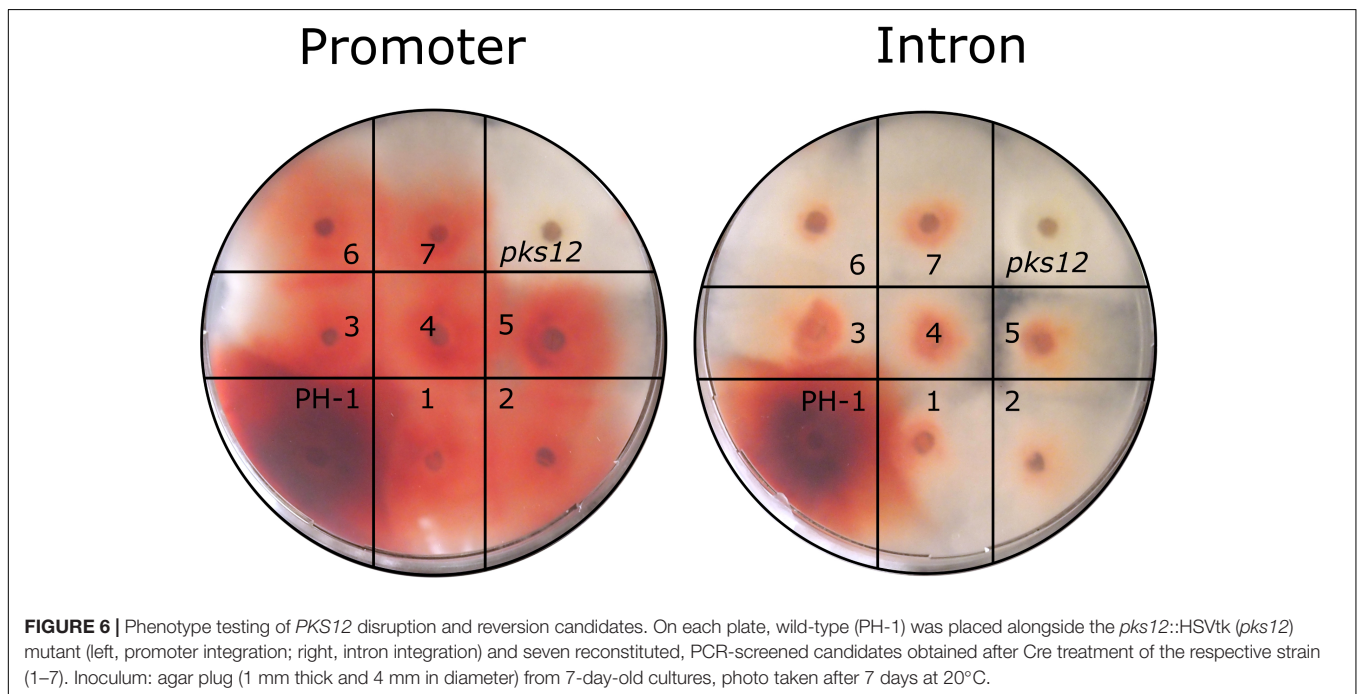 Promoter
Intron
6
7
pks12
3
4
5
PH-1
1
2
6
7
pks12
3
4
5
PH-1
1
2
FIGURE 6 | Phenotype testing of PKS12 disruption and reversion candidates. On each plate, wild-type (PH-1) was placed alongside the pks12::HSVtk (pks12)
mutant (left, promoter integration; right, intron integration) and seven reconstituted, PCR-screened candidates obtained after Cre treatment of the respective strain
(1–7). Inoculum: agar plug (1 mm thick and 4 mm in diameter) from 7-day-old cultures, photo taken after 7 days at 20°C.